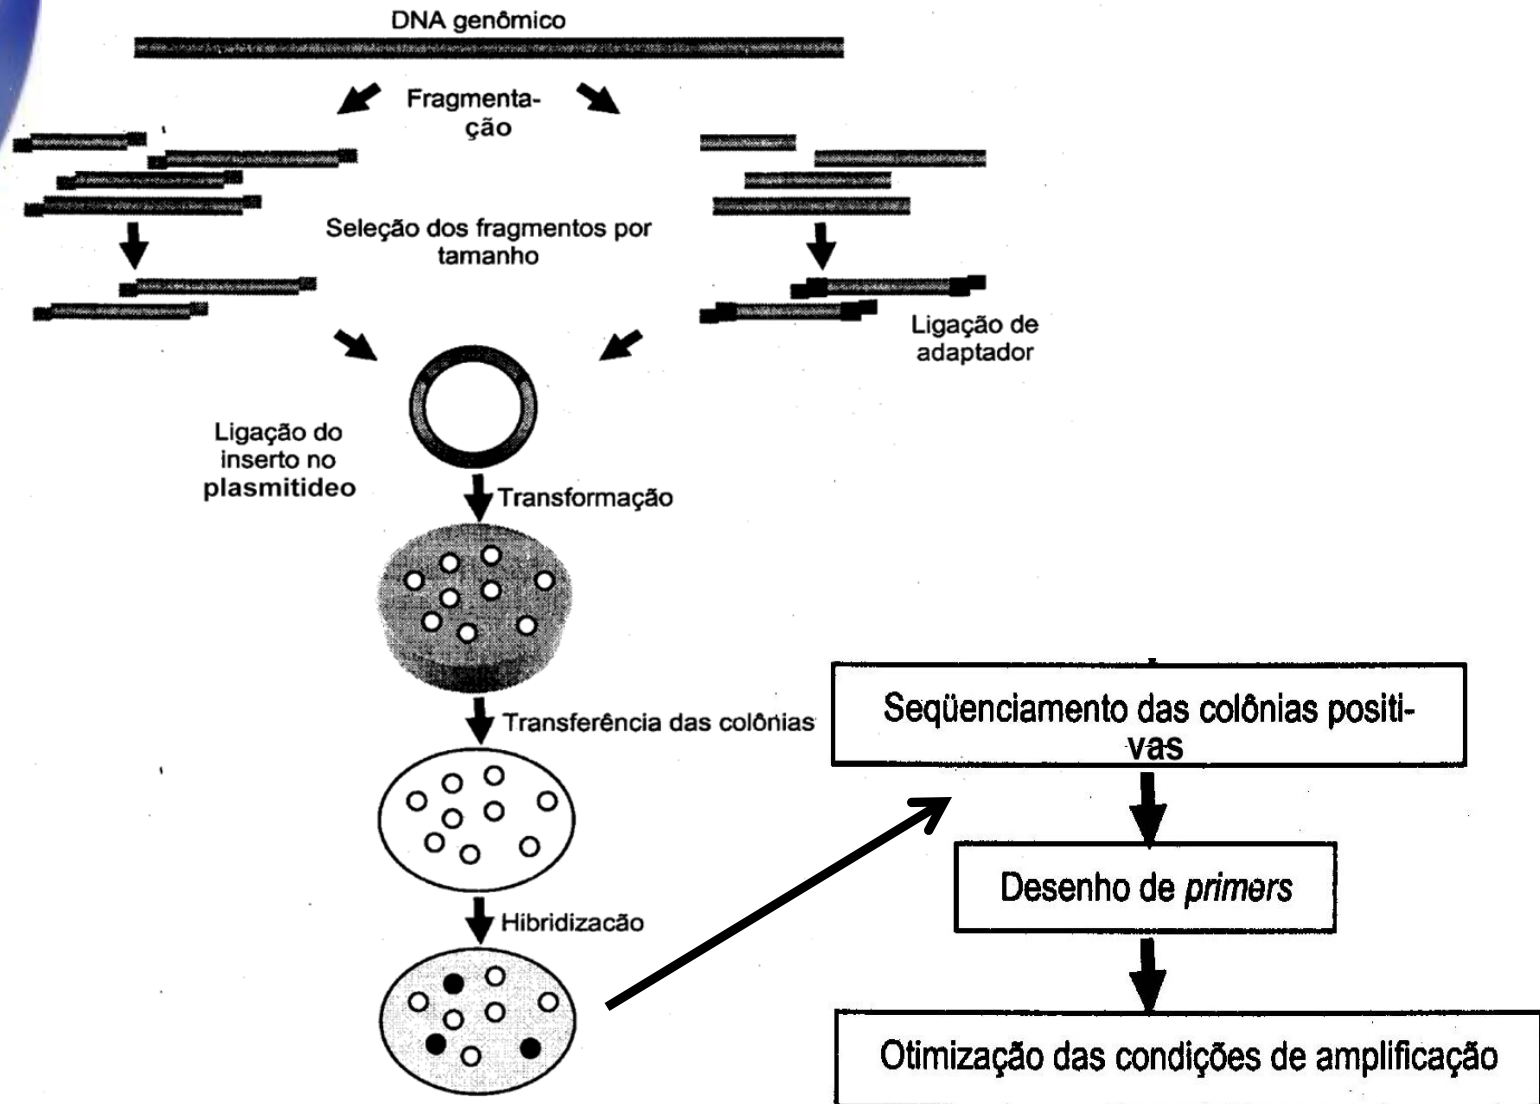 DNA genômico
Fragmenta-
ção
Seleção dos fragmentos por
tamanho
Ligação de
adaptador
Ligação do
inserto no
plasmitideo
Transformação
Transferência das colônias
Hibridizacão
Seqüenciamento das colônias positi-
vas
Desenho de primers
Otimização das condições de amplificação